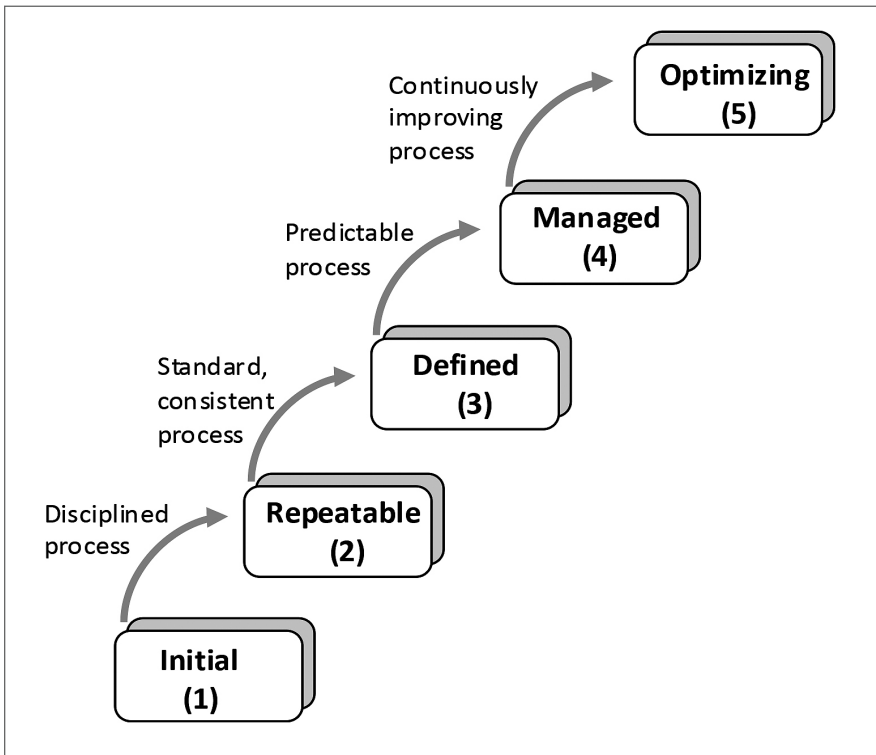 Optimizing
(5)
Continuously
improving
process
Managed
(4)
Predictable
process
Defined
(3)
Standard,
consistent
process
Repeatable
(2)
Disciplined
process
Initial
(1)